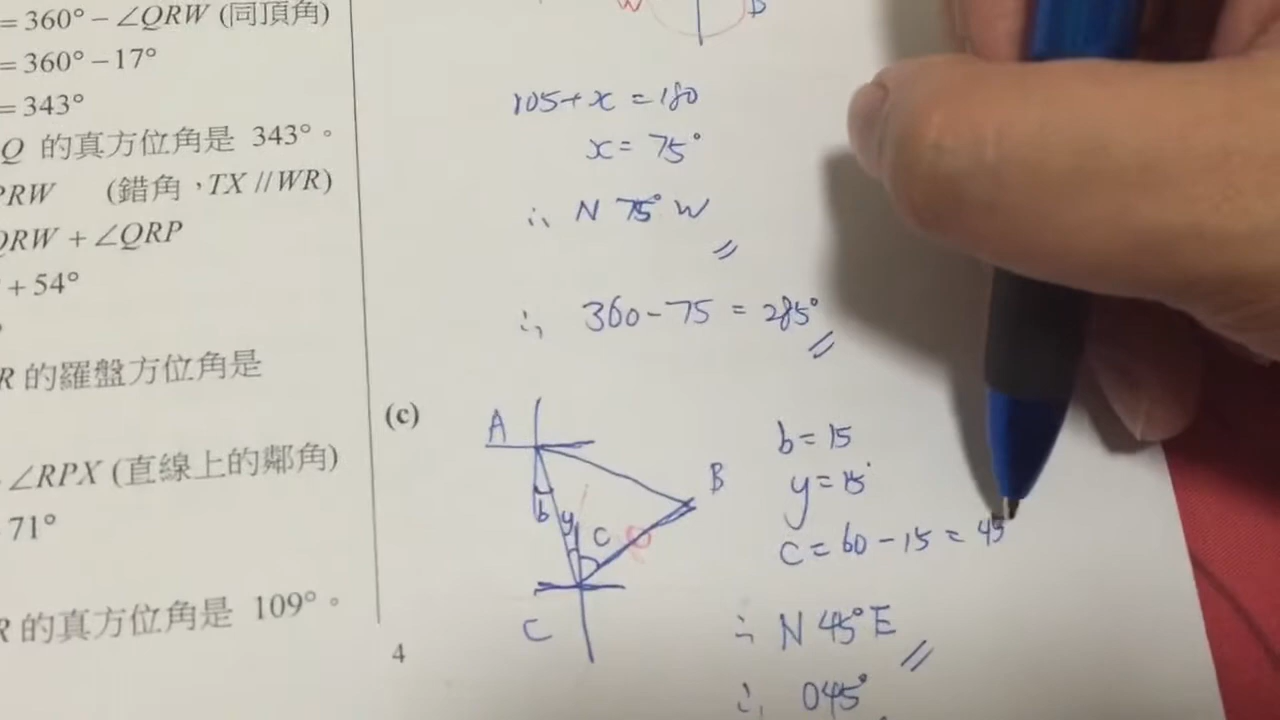 = 360° − ∠QRW (同頂角)
= 360° − 17°
= 343°
Q 的真方位角是 343°。
PRW (錯角，TX // WR)
QRW + ∠QRP
+ 54°
R 的羅盤方位角是
∠RPX (直線上的鄰角)
71°
R 的真方位角是 109°。
W B
105 + x = 180
x = 75°
∴ N 75° W
∴ 360 − 75 = 285°
(c)
A
B
b
y
C
C
b = 15
y = 15°
C = 60 − 15 = 45
∴ N 45° E
∴ 045°
4